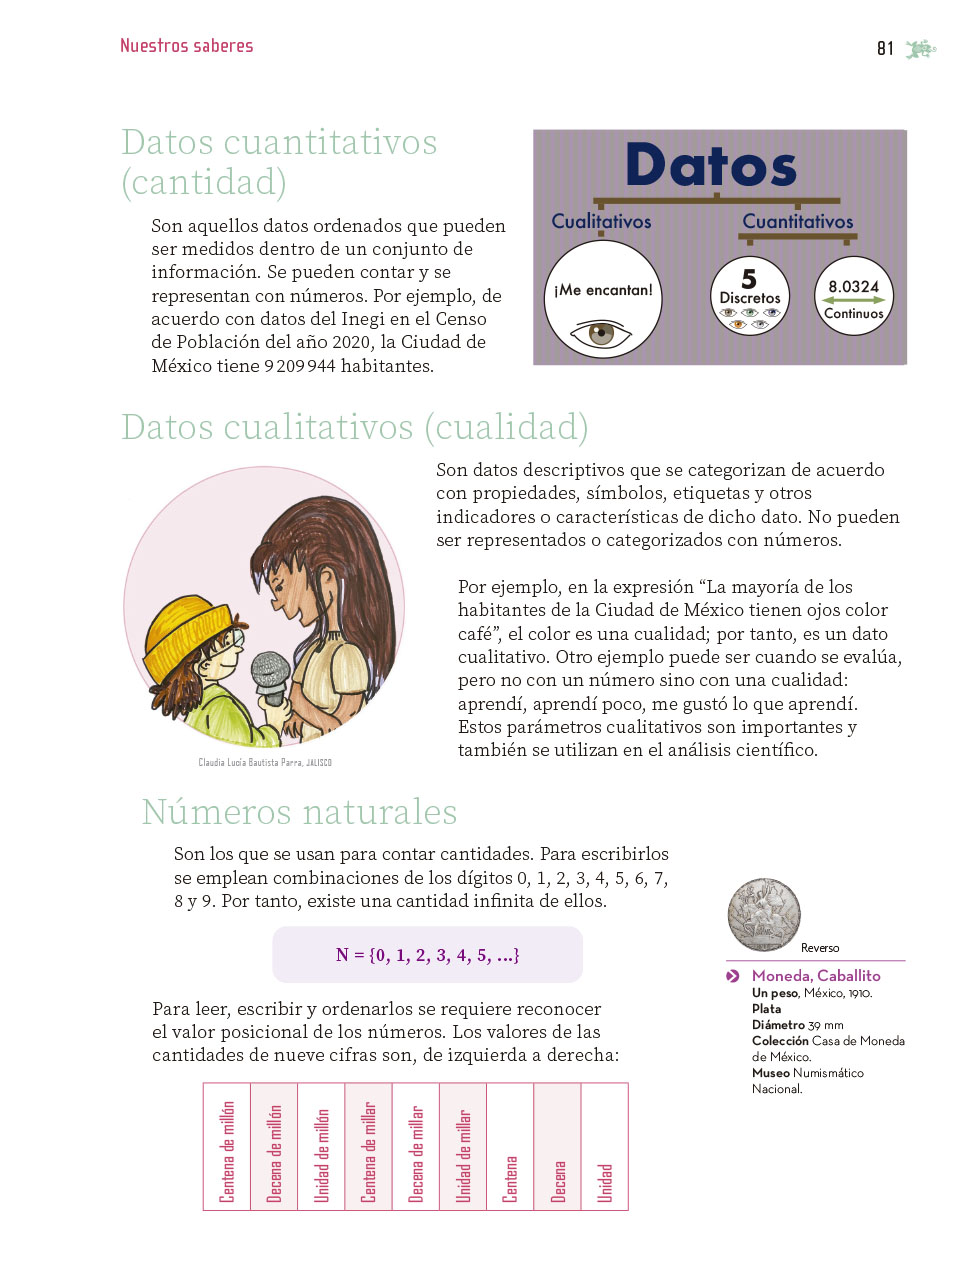 Nuestros saberes
81
Datos cuantitativos
(cantidad)
Son aquellos datos ordenados que pueden
ser medidos dentro de un conjunto de
información. Se pueden contar y se
representan con números. Por ejemplo, de
acuerdo con datos del Inegi en el Censo
de Población del año 2020, la Ciudad de
México tiene 9 209 944 habitantes.
Datos
Cualitativos
Cuantitativos
¡Me encantan!
5
Discretos
8.0324
Continuos
Datos cualitativos (cualidad)
Son datos descriptivos que se categorizan de acuerdo
con propiedades, símbolos, etiquetas y otros
indicadores o características de dicho dato. No pueden
ser representados o categorizados con números.
Por ejemplo, en la expresión “La mayoría de los
habitantes de la Ciudad de México tienen ojos color
café”, el color es una cualidad; por tanto, es un dato
cualitativo. Otro ejemplo puede ser cuando se evalúa,
pero no con un número sino con una cualidad:
aprendí, aprendí poco, me gustó lo que aprendí.
Estos parámetros cualitativos son importantes y
también se utilizan en el análisis científico.
Claudia Lucía Bautista Parra, JALISCO
Números naturales
Son los que se usan para contar cantidades. Para escribirlos
se emplean combinaciones de los dígitos 0, 1, 2, 3, 4, 5, 6, 7,
8 y 9. Por tanto, existe una cantidad infinita de ellos.
N = {0, 1, 2, 3, 4, 5, ...}
Para leer, escribir y ordenarlos se requiere reconocer
el valor posicional de los números. Los valores de las
cantidades de nueve cifras son, de izquierda a derecha:
Centena de millón
Decena de millón
Unidad de millón
Centena de millar
Decena de millar
Unidad de millar
Centena
Decena
Unidad
Reverso
Moneda, Caballito
Un peso, México, 1910.
Plata
Diámetro 39 mm
Colección Casa de Moneda
de México.
Museo Numismático
Nacional.